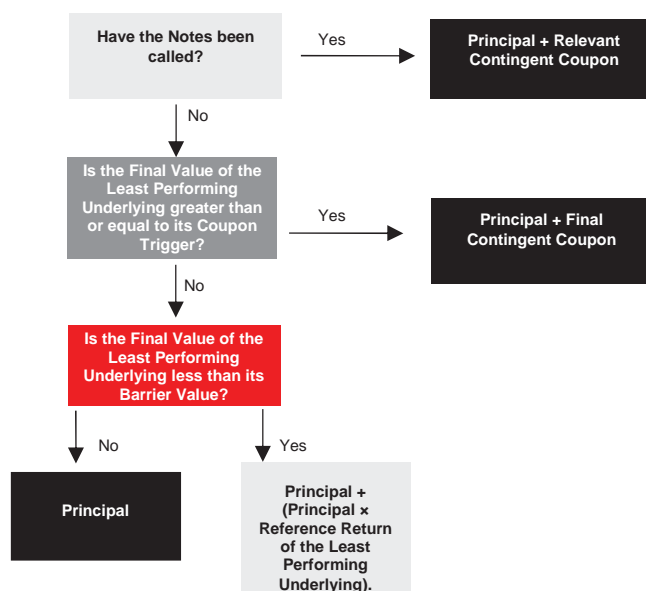 Have the Notes been
called?
Yes
Principal + Relevant
Contingent Coupon
No
Is the Final Value of the
Least Performing
Underlying greater than
or equal to its Coupon
Trigger?
Yes
Principal + Final
Contingent Coupon
No
Is the Final Value of the
Least Performing
Underlying less than its
Barrier Value?
No
Yes
Principal
Principal +
(Principal ×
Reference Return
of the Least
Performing
Underlying).